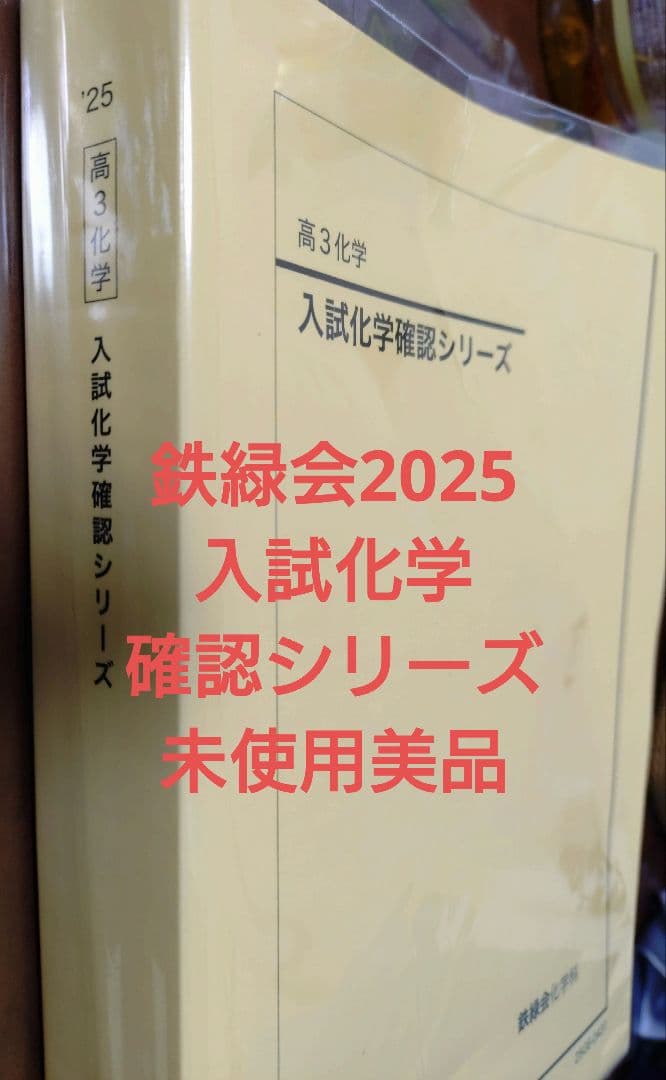 '25 高3化学 入試化学確認シリーズ
高3化学
入試化学確認シリーズ
鉄緑会2025
入試化学
確認シリーズ
未使用美品
鉄緑会化学科